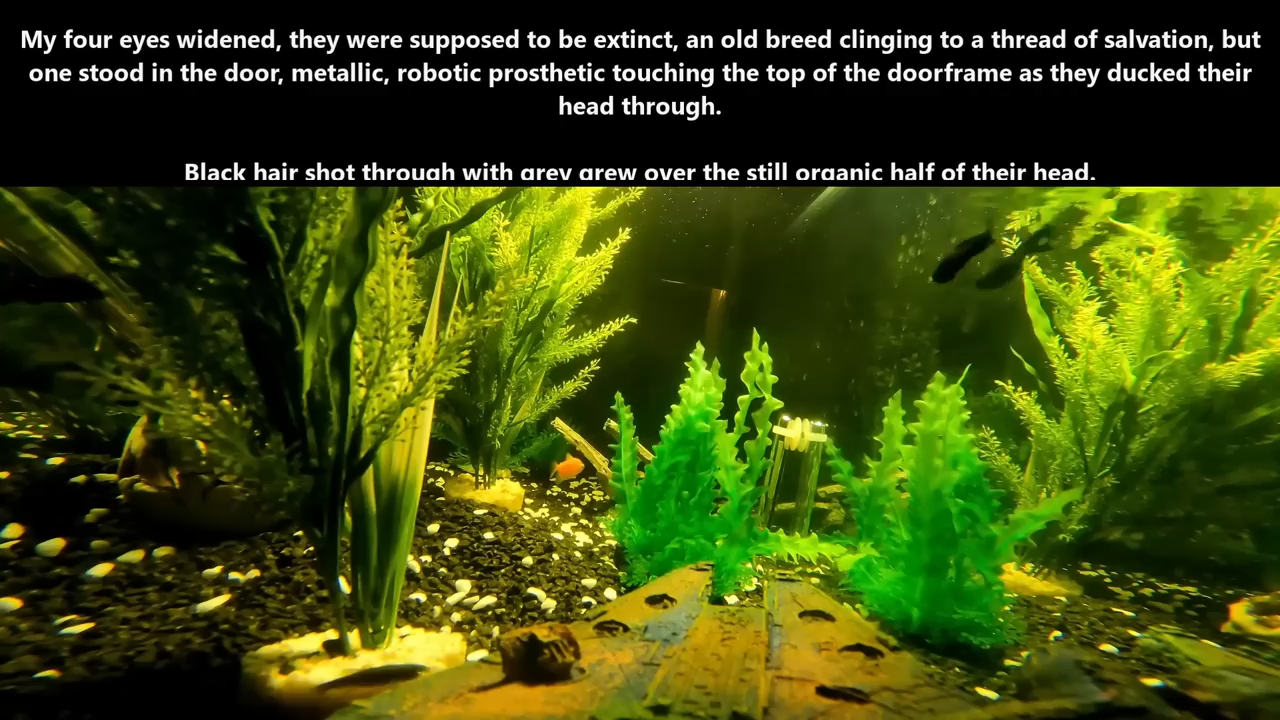 My four eyes widened, they were supposed to be extinct, an old breed clinging to a thread of salvation, but
one stood in the door, metallic, robotic prosthetic touching the top of the doorframe as they ducked their
head through.
Black hair shot through with grey grew over the still organic half of their head.